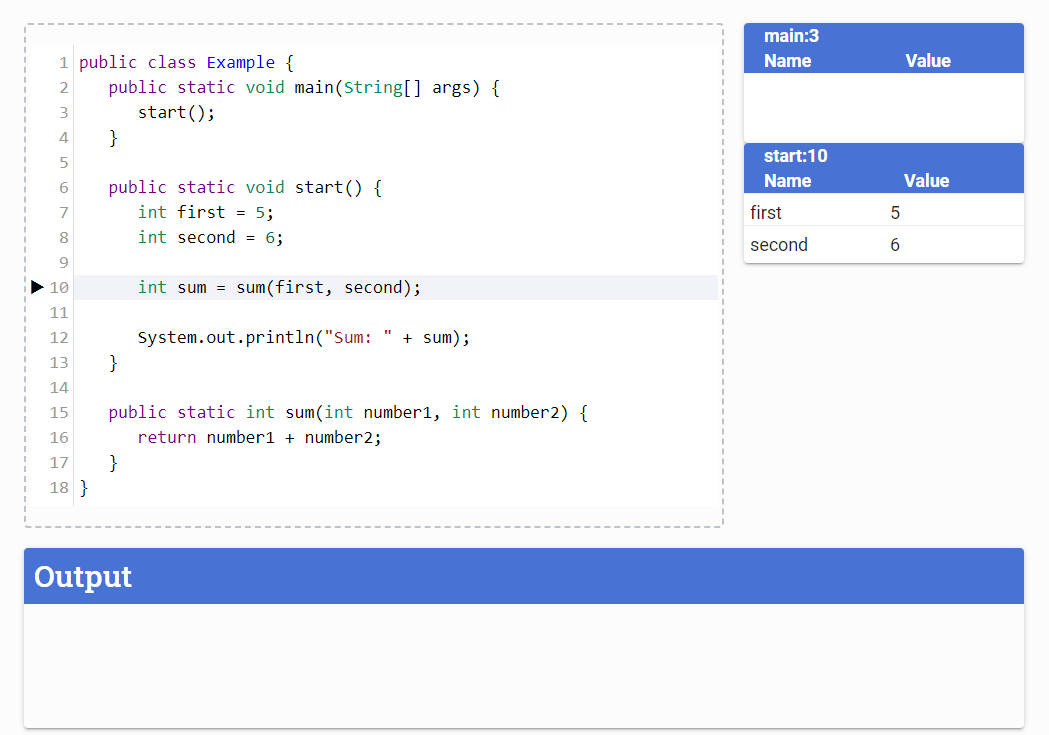 1 public class Example {
2 public static void main(String[] args) {
3 start();
4 }
5
6 public static void start() {
7 int first = 5;
8 int second = 6;
9
10 int sum = sum(first, second);
11
12 System.out.println("Sum: " + sum);
13 }
14
15 public static int sum(int number1, int number2) {
16 return number1 + number2;
17 }
18 }
main:3
Name Value
start:10
Name Value
first 5
second 6
Output